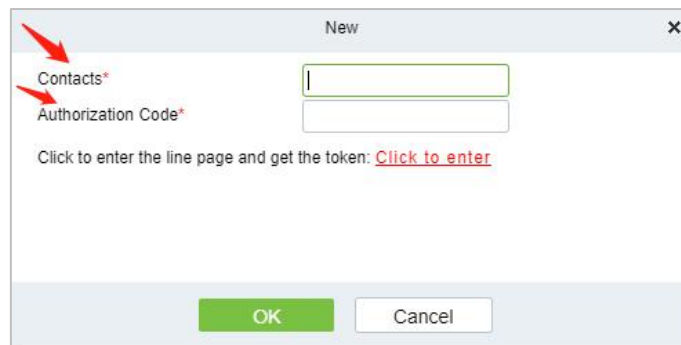 New
Contacts*
Authorization Code*
Click to enter the line page and get the token: Click to enter
OK Cancel